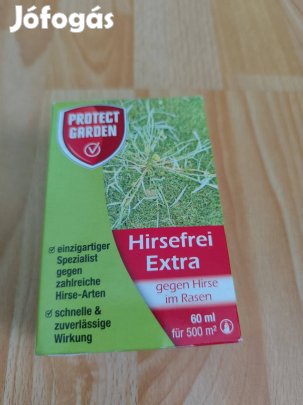 Jófogás
PROTECT
GARDEN
Hirsefrei
Extra
gegen Hirse
im Rasen
60 ml
für 500 m²
einzigartiger
Spezialist
gegen
zahlreiche
Hirse-Arten
schnelle &
zuverlässige
Wirkung